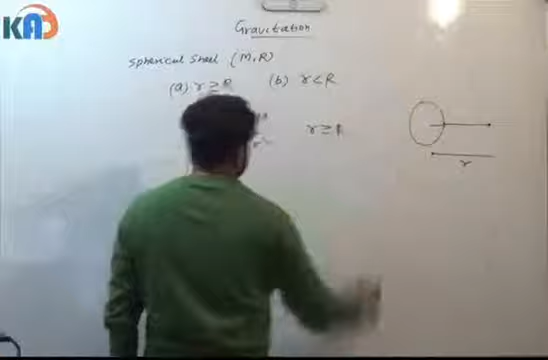 KAD
Gravitation
spherical shell (M,R)
(a) r ≥ R (b) r < R
r ≥ R
r